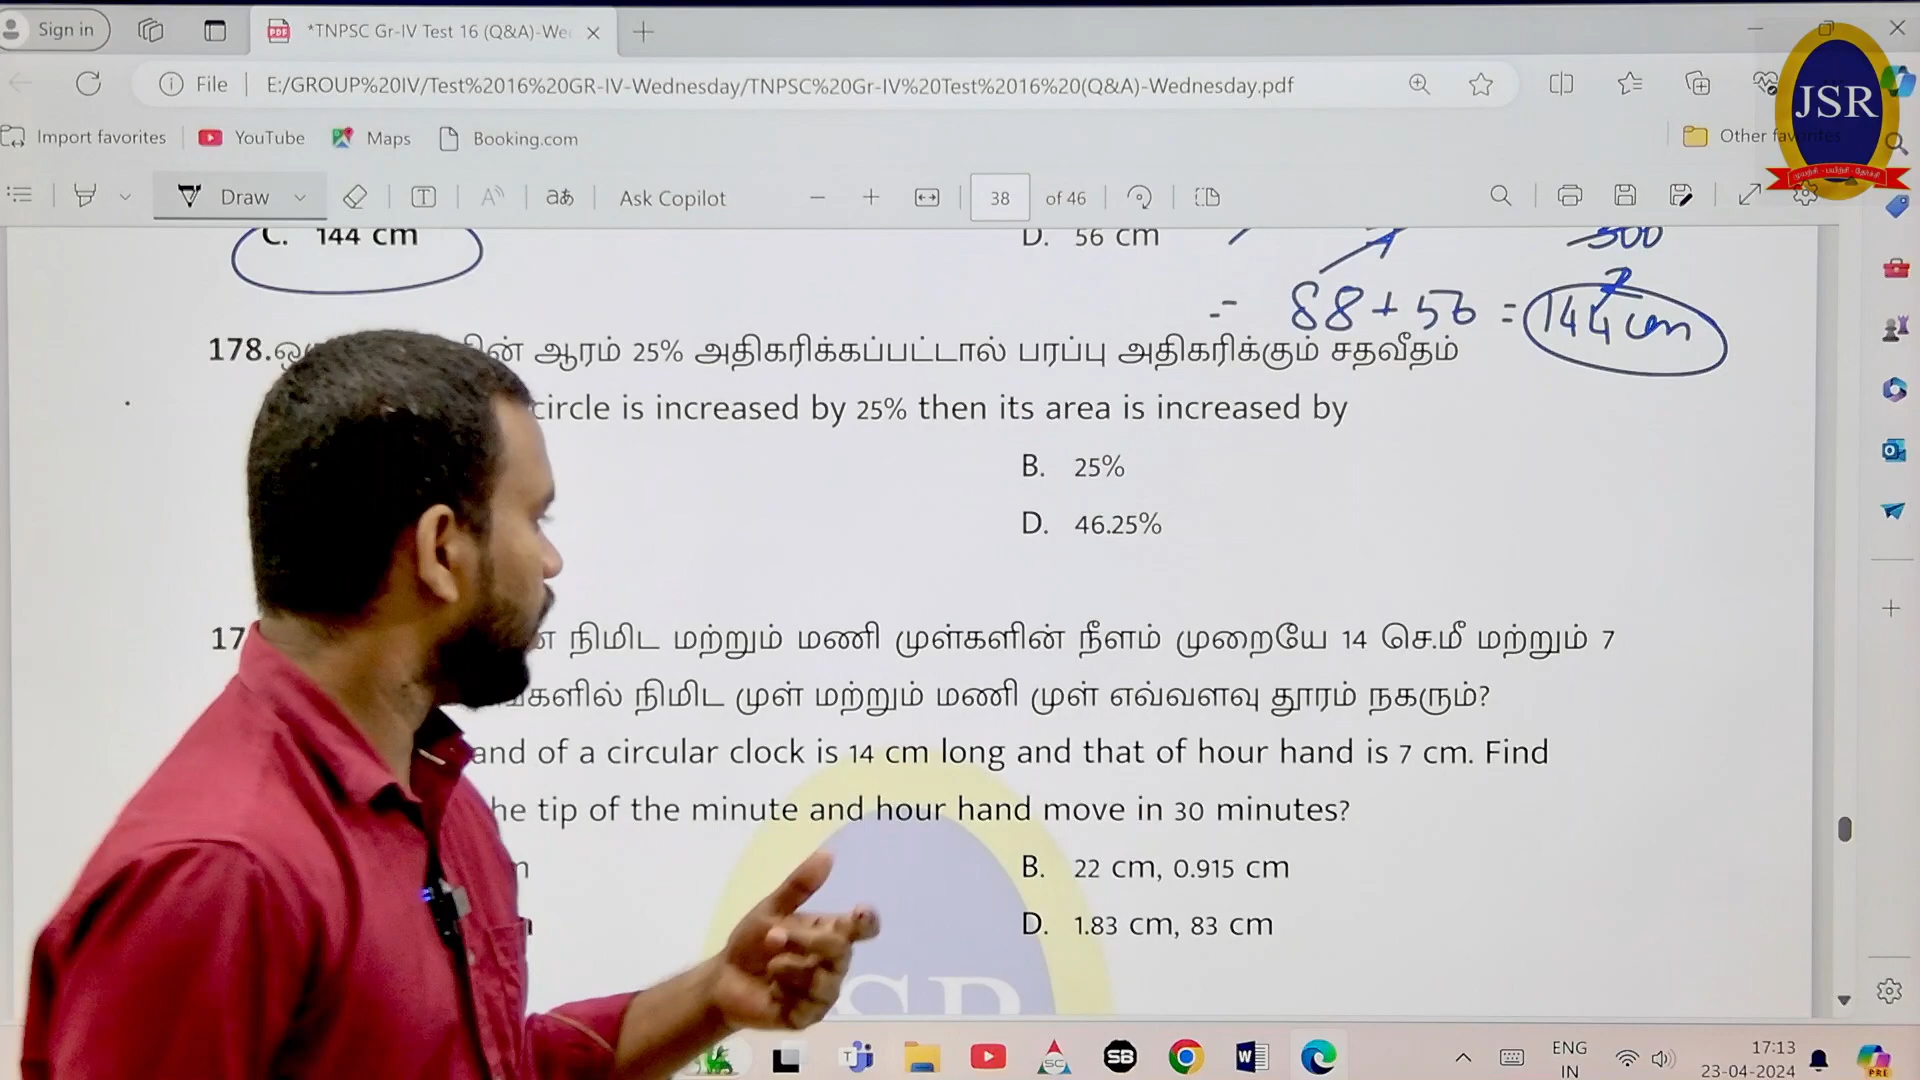 Sign in
*TNPSC Gr-IV Test 16 (Q&A)-We
File
E:/GROUP%20IV/Test%2016%20GR-IV-Wednesday/TNPSC%20Gr-IV%20Test%2016%20(Q&A)-Wednesday.pdf
JSR
Import favorites
YouTube
Maps
Booking.com
Other favorites
முயற்சி - பயிற்சி - தேர்ச்சி
Draw
Ask Copilot
38 of 46
C. 144 cm
D. 56 cm
300
= 88 + 56 = 144 cm
178. ஆரம் 25% அதிகரிக்கப்பட்டால் பரப்பு அதிகரிக்கும் சதவீதம்
circle is increased by 25% then its area is increased by
B. 25%
D. 46.25%
17
நிமிட மற்றும் மணி முள்களின் நீளம் முறையே 14 செ.மீ மற்றும் 7
களில் நிமிட முள் மற்றும் மணி முள் எவ்வளவு தூரம் நகரும்?
and of a circular clock is 14 cm long and that of hour hand is 7 cm. Find
he tip of the minute and hour hand move in 30 minutes?
B. 22 cm, 0.915 cm
D. 1.83 cm, 83 cm
ENG
IN
17:13
23-04-2024